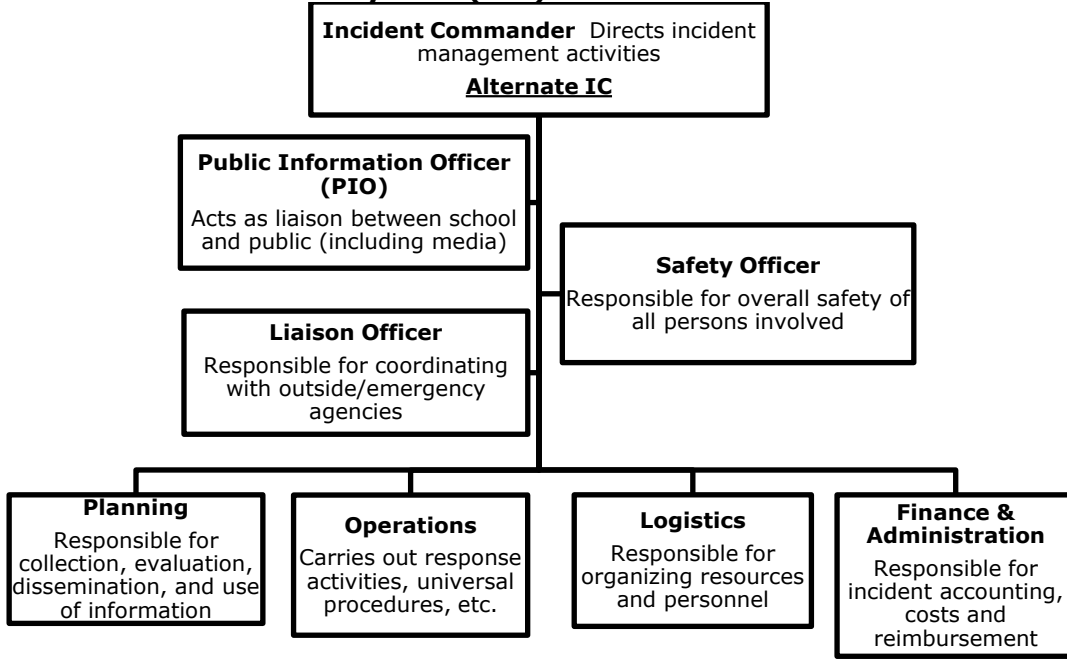 Incident Commander  Directs incident
management activities
Alternate IC
Public Information Officer
(PIO)
Acts as liaison between school
and public (including media)
Safety Officer
Responsible for overall safety of
all persons involved
Liaison Officer
Responsible for coordinating
with outside/emergency
agencies
Planning
Responsible for
collection, evaluation,
dissemination, and use
of information
Operations
Carries out response
activities, universal
procedures, etc.
Logistics
Responsible for
organizing resources
and personnel
Finance &
Administration
Responsible for
incident accounting,
costs and
reimbursement